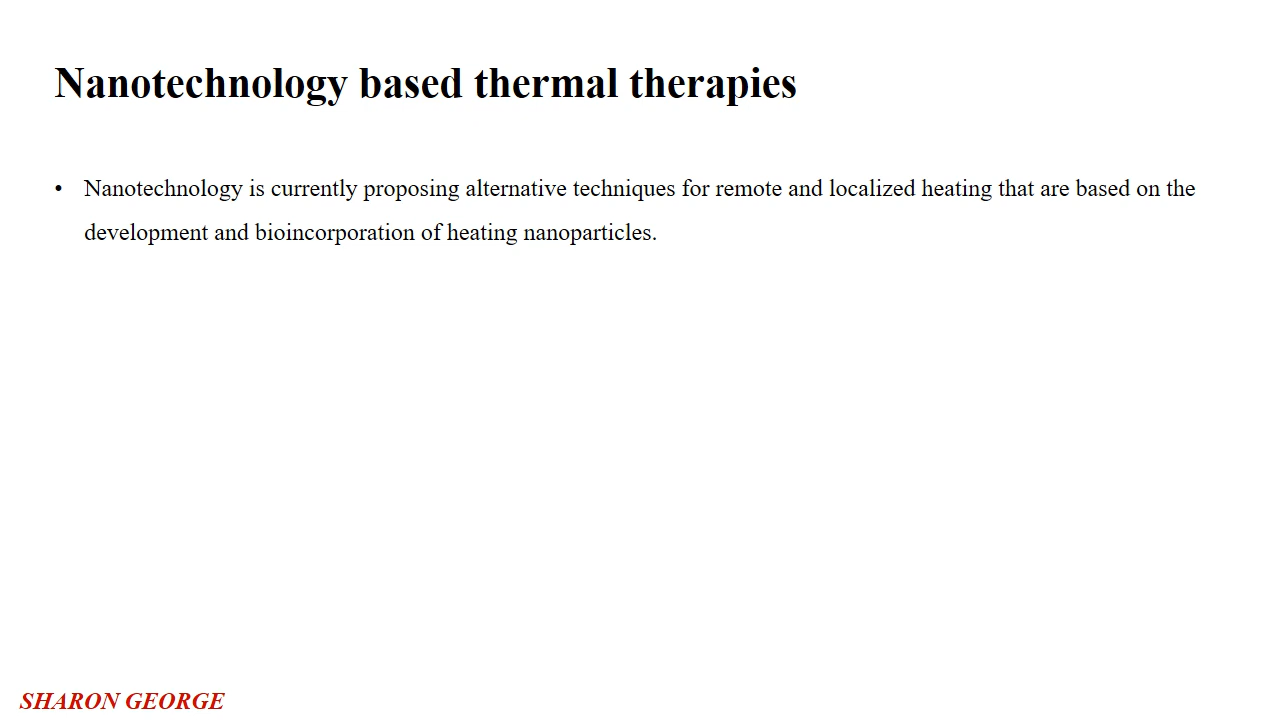 Nanotechnology based thermal therapies
• Nanotechnology is currently proposing alternative techniques for remote and localized heating that are based on the
development and bioincorporation of heating nanoparticles.
SHARON GEORGE